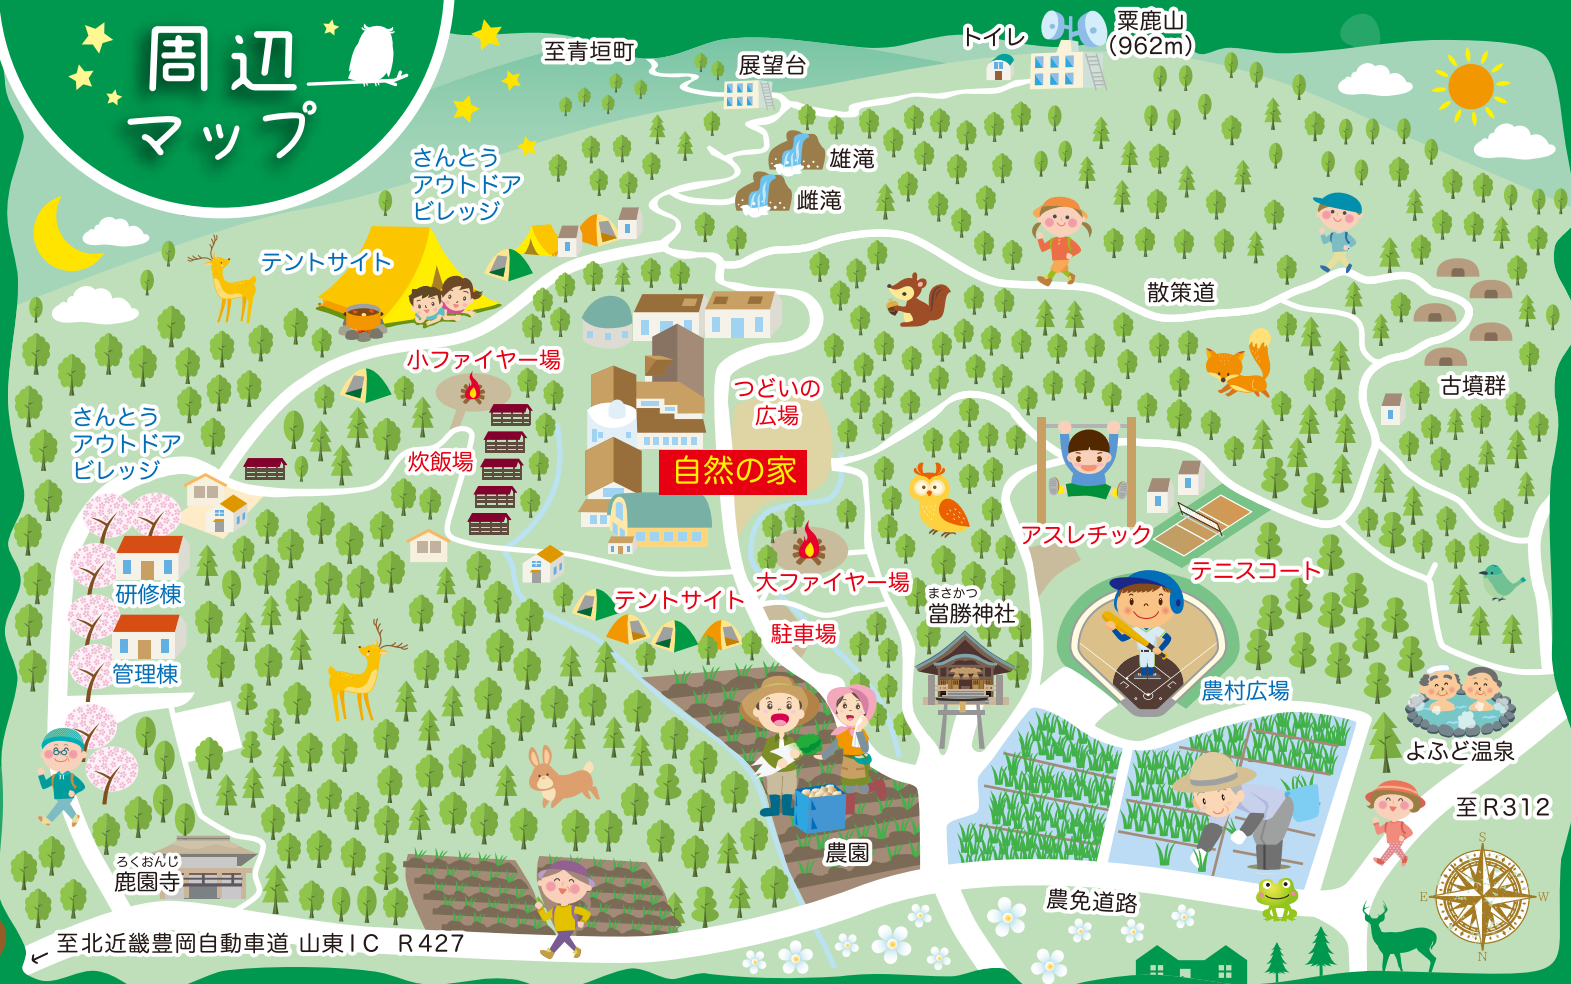 周辺
マップ
至青垣町
展望台
トイレ
粟鹿山
(962m)
雄滝
雌滝
さんとう
アウトドア
ビレッジ
テントサイト
散策道
小ファイヤー場
つどいの
広場
古墳群
さんとう
アウトドア
ビレッジ
炊飯場
自然の家
アスレチック
テニスコート
大ファイヤー場
研修棟
テントサイト
まさかつ
當勝神社
駐車場
管理棟
農村広場
よふど温泉
至R312
農園
ろくおんじ
鹿園寺
農免道路
至北近畿豊岡自動車道 山東IC R427
S
E
W
N